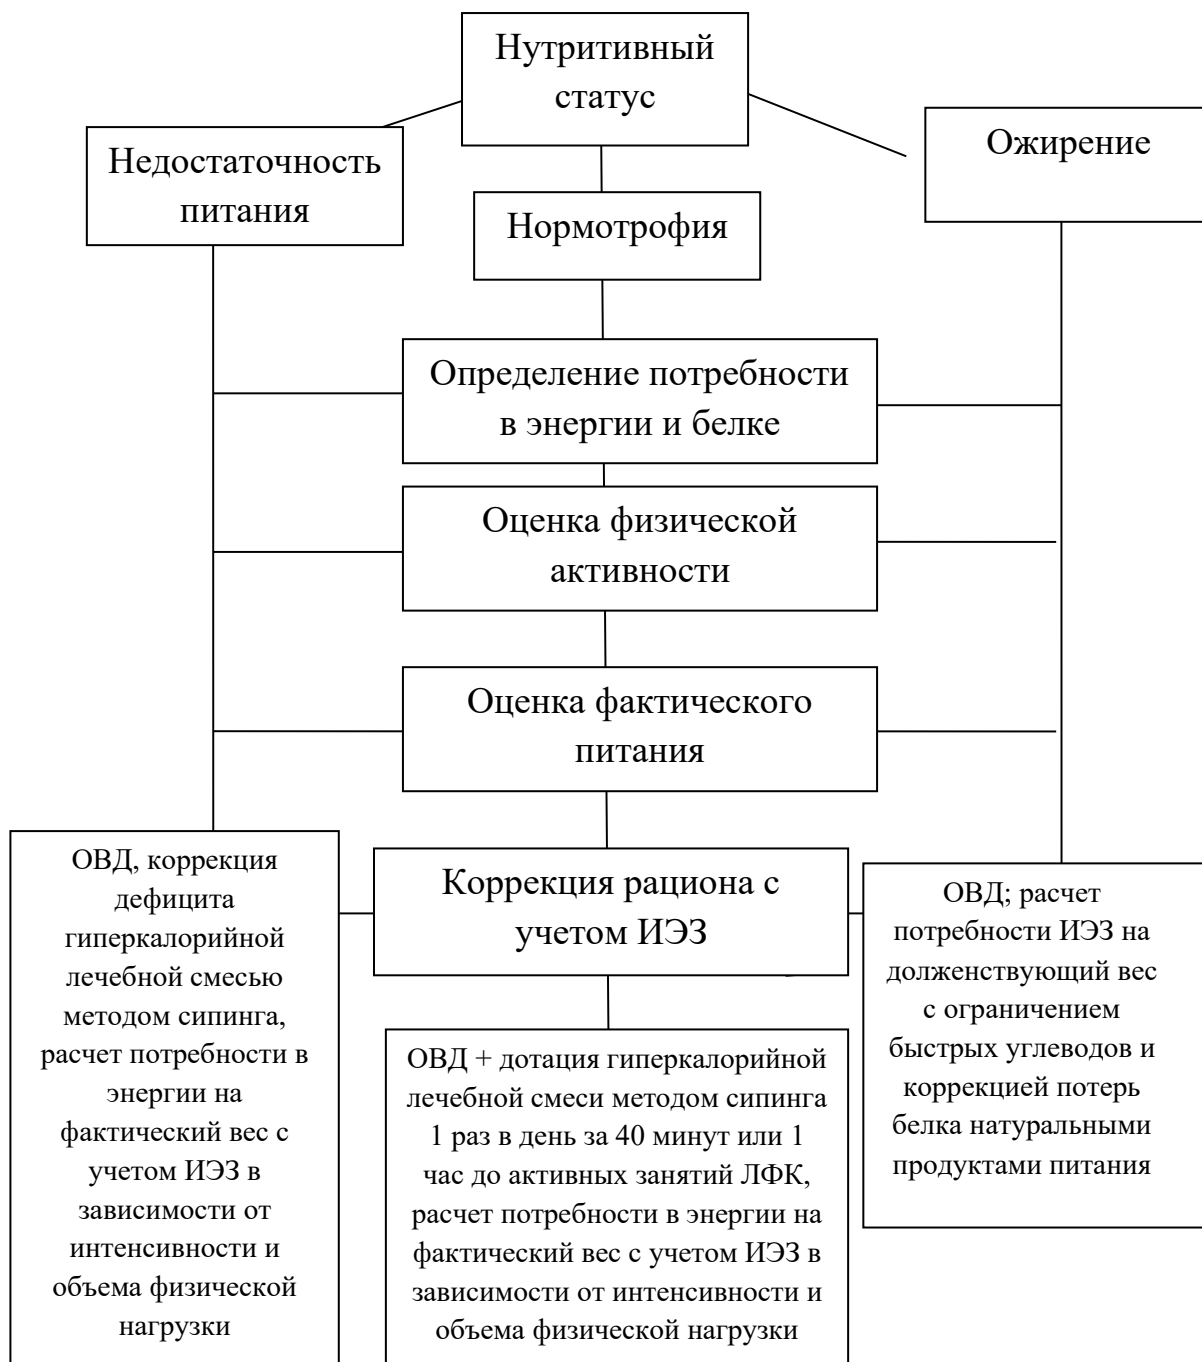 Нутритивный
статус
Недостаточность
питания
Ожирение
Нормотрофия
Определение потребности
в энергии и белке
Оценка физической
активности
Оценка фактического
питания
Коррекция рациона с
учетом ИЭЗ
ОВД, коррекция
дефицита
гиперкалорийной
лечебной смесью
методом сипинга,
расчет потребности в
энергии на
фактический вес с
учетом ИЭЗ в
зависимости от
интенсивности и
объема физической
нагрузки
ОВД + дотация гиперкалорийной
лечебной смеси методом сипинга
1 раз в день за 40 минут или 1
час до активных занятий ЛФК,
расчет потребности в энергии на
фактический вес с учетом ИЭЗ в
зависимости от интенсивности и
объема физической нагрузки
ОВД; расчет
потребности ИЭЗ на
долженствующий вес
с ограничением
быстрых углеводов и
коррекцией потерь
белка натуральными
продуктами питания